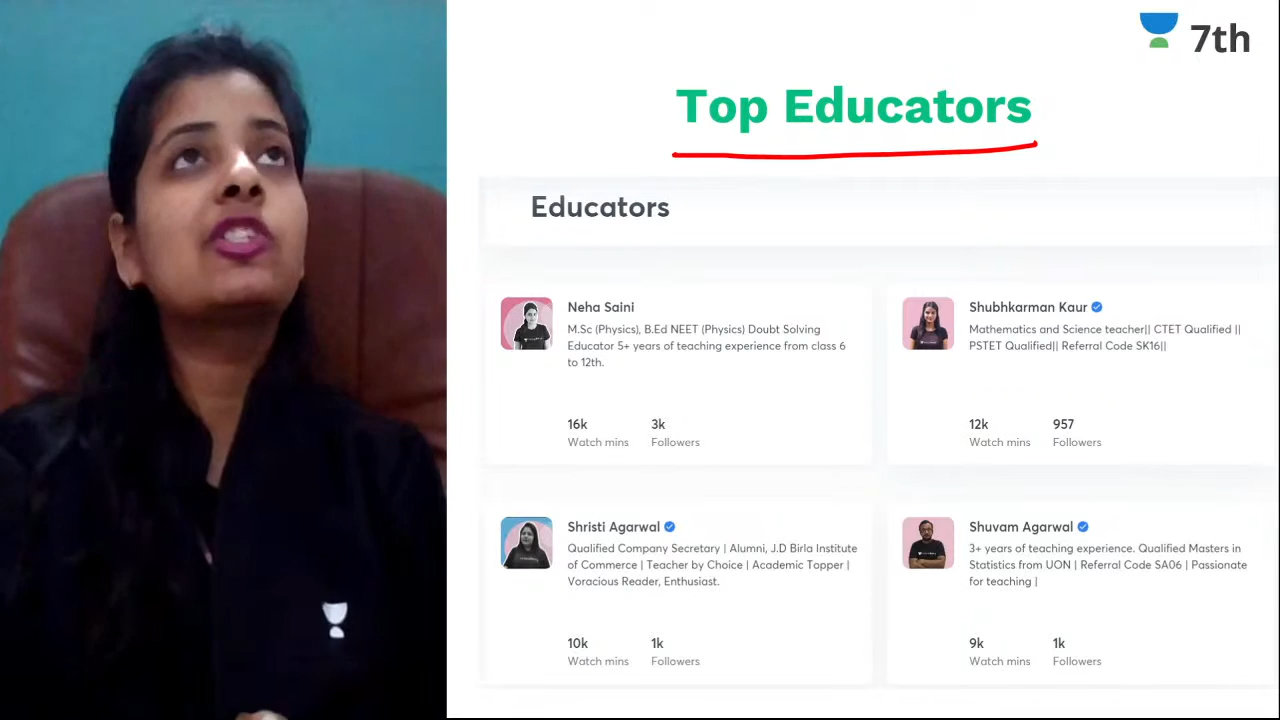 7th
Top Educators
Educators
Neha Saini
M.Sc (Physics), B.Ed NEET (Physics) Doubt Solving
Educator 5+ years of teaching experience from class 6
to 12th.
16k 3k
Watch mins Followers
Shubhkarman Kaur
Mathematics and Science teacher|| CTET Qualified ||
PSTET Qualified|| Referral Code SK16||
12k 957
Watch mins Followers
Shristi Agarwal
Qualified Company Secretary | Alumni, J.D Birla Institute
of Commerce | Teacher by Choice | Academic Topper |
Voracious Reader, Enthusiast.
10k 1k
Watch mins Followers
Shuvam Agarwal
3+ years of teaching experience. Qualified Masters in
Statistics from UON | Referral Code SA06 | Passionate
for teaching |
9k 1k
Watch mins Followers